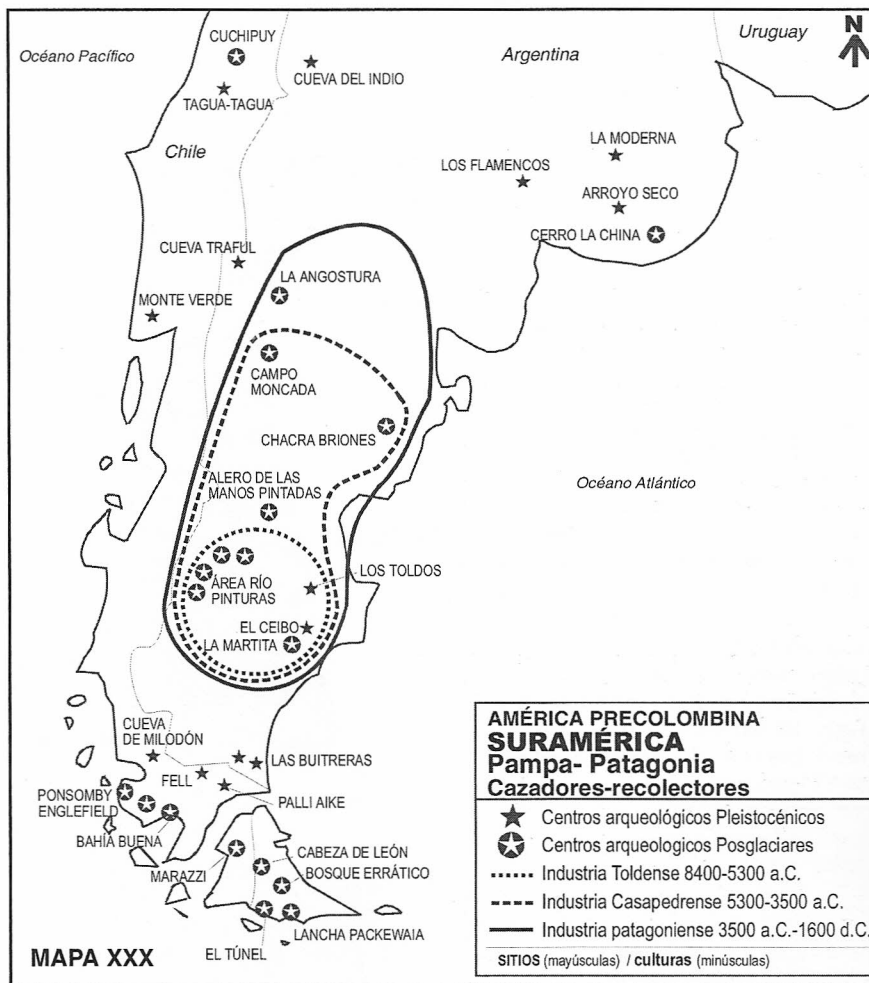 Océano Pacífico
CUCHIPUY
CUEVA DEL INDIO
TAGUA-TAGUA
Argentina
Uruguay
N
Chile
LA MODERNA
LOS FLAMENCOS
ARROYO SECO
CERRO LA CHINA
CUEVA TRAFUL
LA ANGOSTURA
MONTE VERDE
CAMPO
MONCADA
CHACRA BRIONES
ALERO DE LAS
MANOS PINTADAS
Océano Atlántico
ÁREA RÍO
PINTURAS
LOS TOLDOS
EL CEIBO
LA MARTITA
CUEVA
DE MILODÓN
LAS BUITRERAS
FELL
PALLI AIKE
PONSOMBY
ENGLEFIELD
BAHÍA BUENA
MARAZZI
CABEZA DE LEÓN
BOSQUE ERRÁTICO
LANCHA PACKEWAIA
EL TÚNEL
MAPA XXX
AMÉRICA PRECOLOMBINA
SURAMÉRICA
Pampa- Patagonia
Cazadores-recolectores
Centros arqueológicos Pleistocénicos
Centros arqueologicos Posglaciares
Industria Toldense 8400-5300 a.C.
Industria Casapedrense 5300-3500 a.C.
Industria patagoniense 3500 a.C.-1600 d.C.
SITIOS (mayúsculas) / culturas (minúsculas)